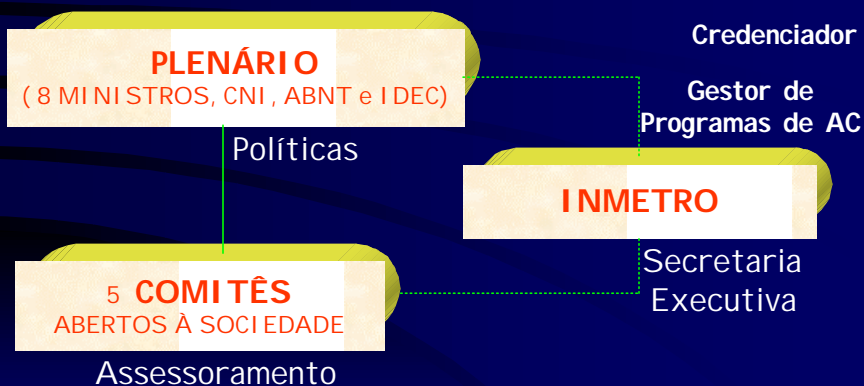 PLENÁRIO
(8 MINISTROS, CNI, ABNT e IDEC)
Políticas
Credenciador
Gestor de
Programas de AC
INMETRO
Secretaria
Executiva
5 COMITÊS
ABERTOS À SOCIEDADE
Assessoramento